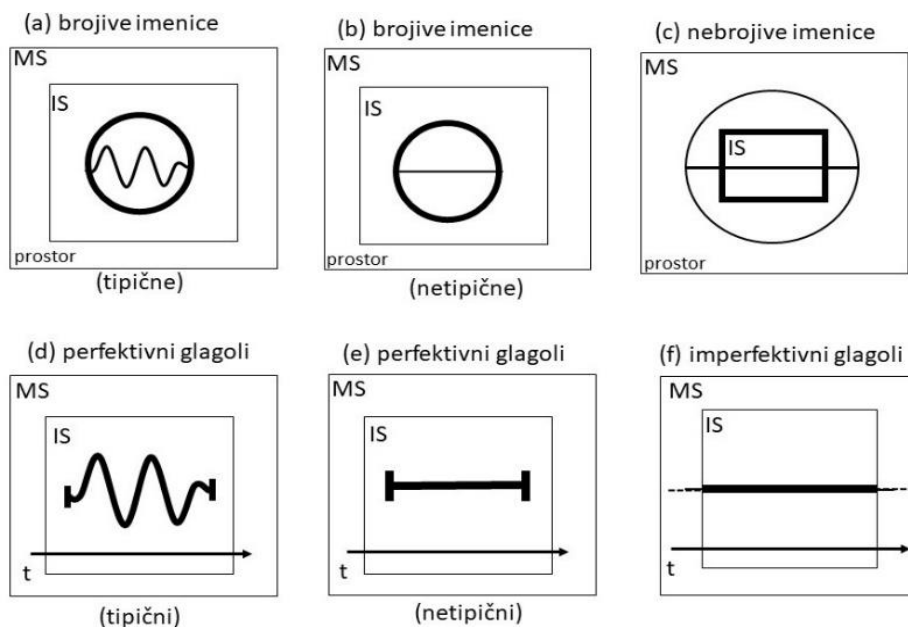 (a) brojive imenice
MS
IS
prostor
(tipične)
(b) brojive imenice
MS
IS
prostor
(netipične)
(c) nebrojive imenice
MS
IS
prostor
(d) perfektivni glagoli
MS
IS
t
(tipični)
(e) perfektivni glagoli
MS
IS
t
(netipični)
(f) imperfektivni glagoli
MS
IS
t